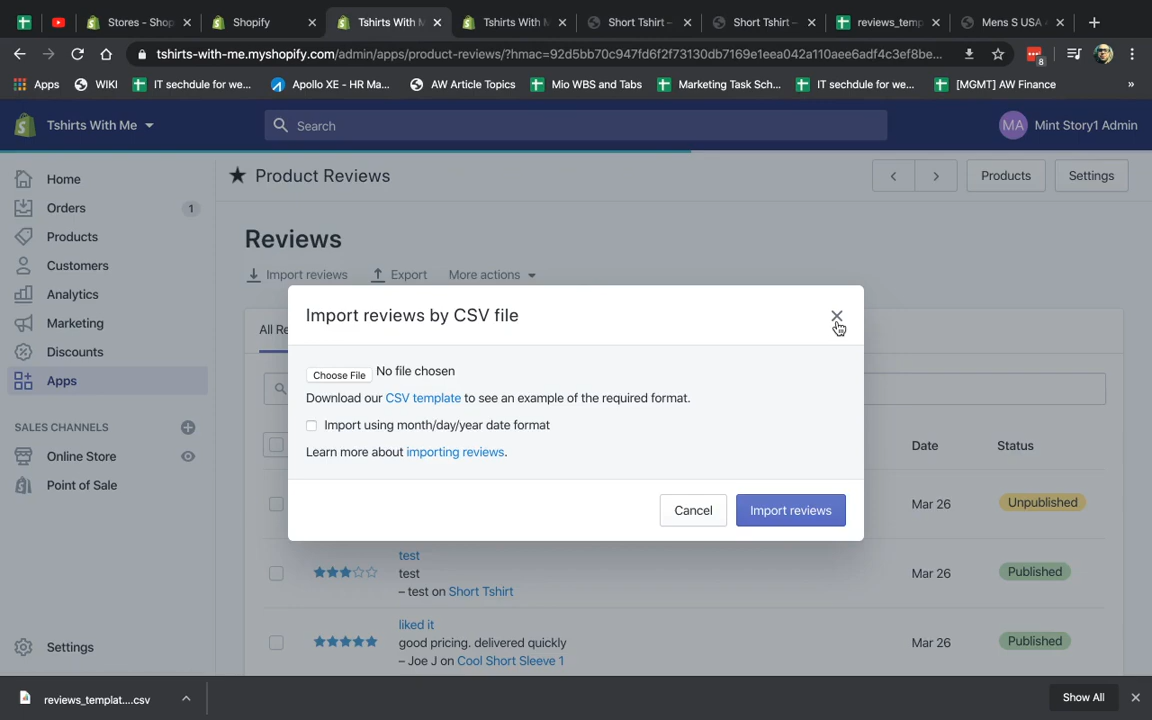 Stores - Shop
Shopify
Tshirts With M
Tshirts With M
Short Tshirt -
Short Tshirt -
reviews_temp
Mens S USA
tshirts-with-me.myshopify.com/admin/apps/product-reviews/?hmac=92d5bb70c947fd6f2f73130db7169e1eea042a110aee6adf4c3ef8be...
8
Apps
WIKI
IT sechdule for we...
Apollo XE - HR Ma...
AW Article Topics
Mio WBS and Tabs
Marketing Task Sch...
IT sechdule for we...
[MGMT] AW Finance
»
Tshirts With Me
Search
MA
Mint Story1 Admin
Home
Orders
1
Products
Customers
Analytics
Marketing
Discounts
Apps
SALES CHANNELS
Online Store
Point of Sale
Settings
Product Reviews
Products
Settings
Reviews
Import reviews
Export
More actions
All Re
Import reviews by CSV file
Choose File No file chosen
Download our CSV template to see an example of the required format.
Import using month/day/year date format
Learn more about importing reviews.
Cancel
Import reviews
Date
Status
Mar 26
Unpublished
test
test
– test on Short Tshirt
Mar 26
Published
liked it
good pricing. delivered quickly
– Joe J on Cool Short Sleeve 1
Mar 26
Published
reviews_templat....csv
Show All